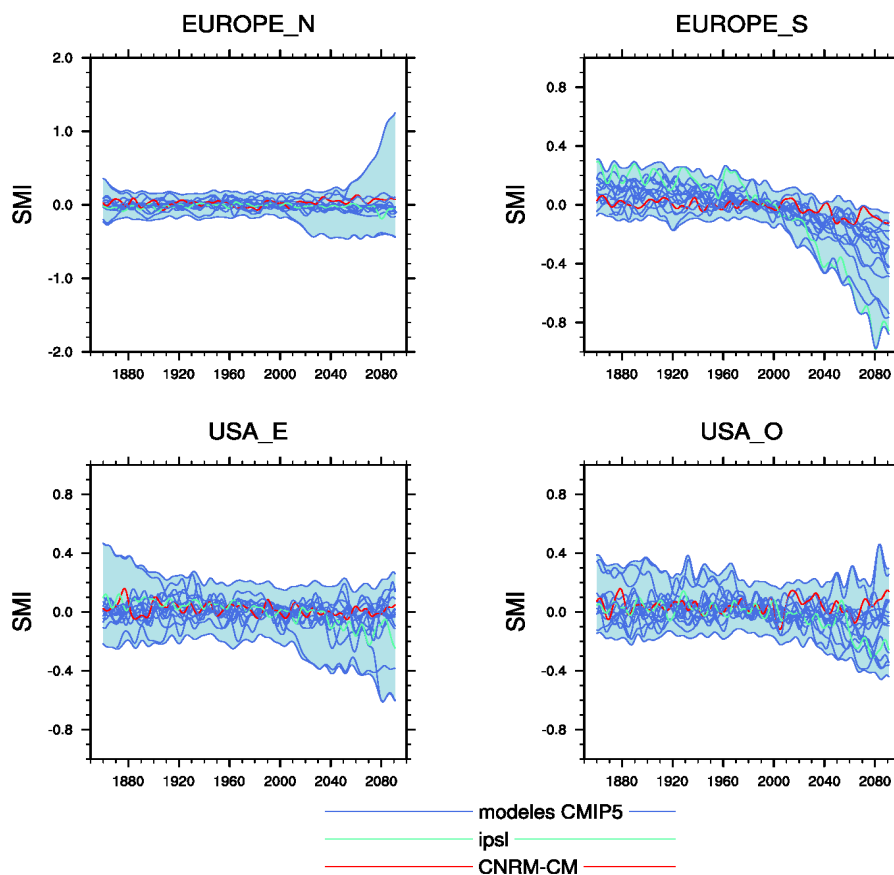 EUROPE_N
EUROPE_S
SMI
2.0
1.0
0.0
-1.0
-2.0
1880 1920 1960 2000 2040 2080
SMI
0.8
0.4
0.0
-0.4
-0.8
1880 1920 1960 2000 2040 2080
USA_E
USA_O
SMI
0.8
0.4
0.0
-0.4
-0.8
1880 1920 1960 2000 2040 2080
SMI
0.8
0.4
0.0
-0.4
-0.8
1880 1920 1960 2000 2040 2080
modeles CMIP5
ipsl
CNRM-CM